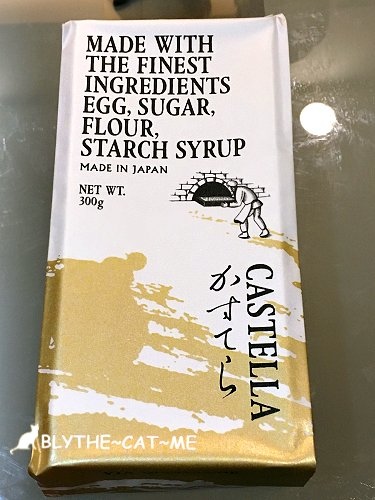 MADE WITH
THE FINEST
INGREDIENTS
EGG, SUGAR,
FLOUR,
STARCH SYRUP
MADE IN JAPAN
NET WT.
300g
CASTELLA
かすてら
BLYTHE~CAT~ME